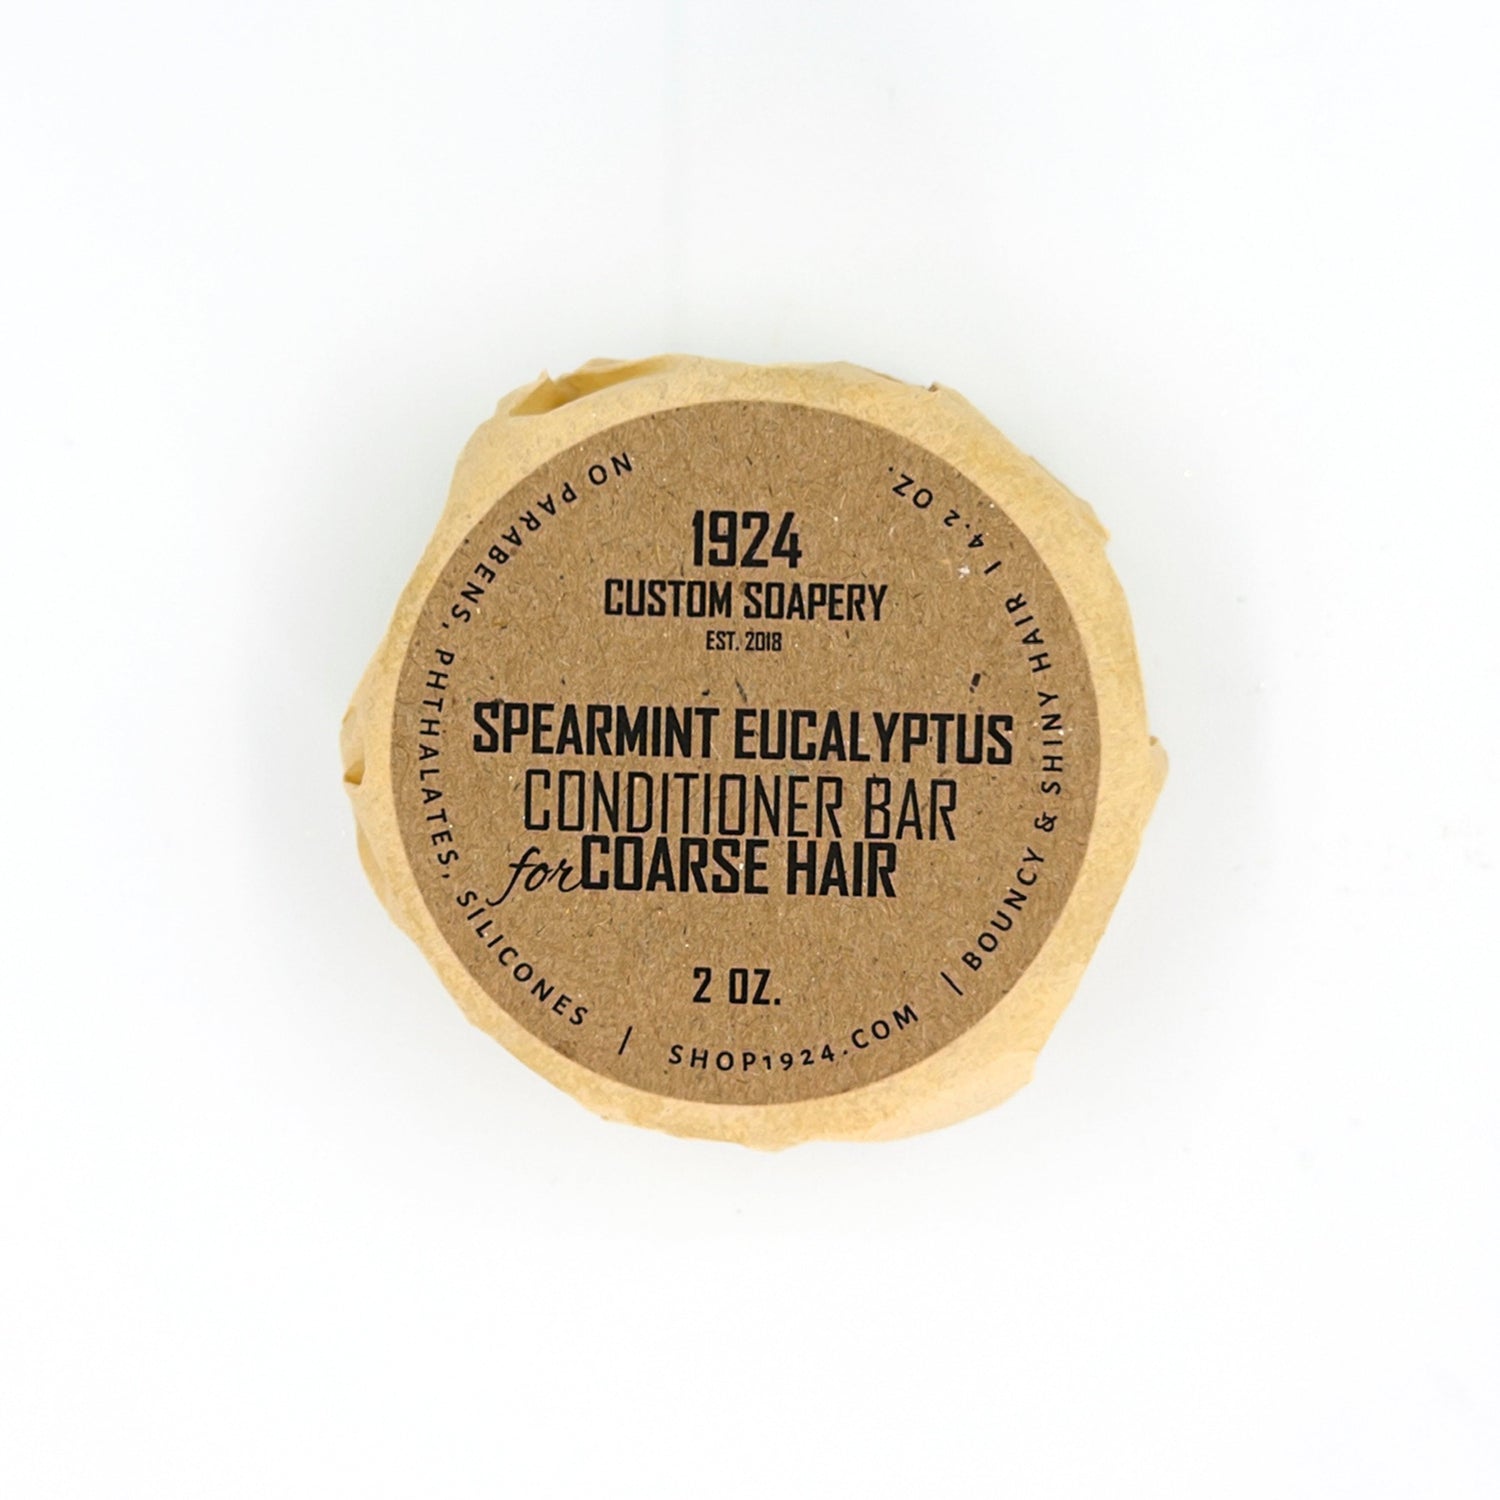 1924
CUSTOM SOAPERY
EST. 2018
SPEARMINT EUCALYPTUS
CONDITIONER BAR
for COARSE HAIR
2 OZ.
NO PARABENS, PHTHALATES, SILICONES | SHOP1924.COM | BOUNCY & SHINY HAIR | 4.2 OZ.